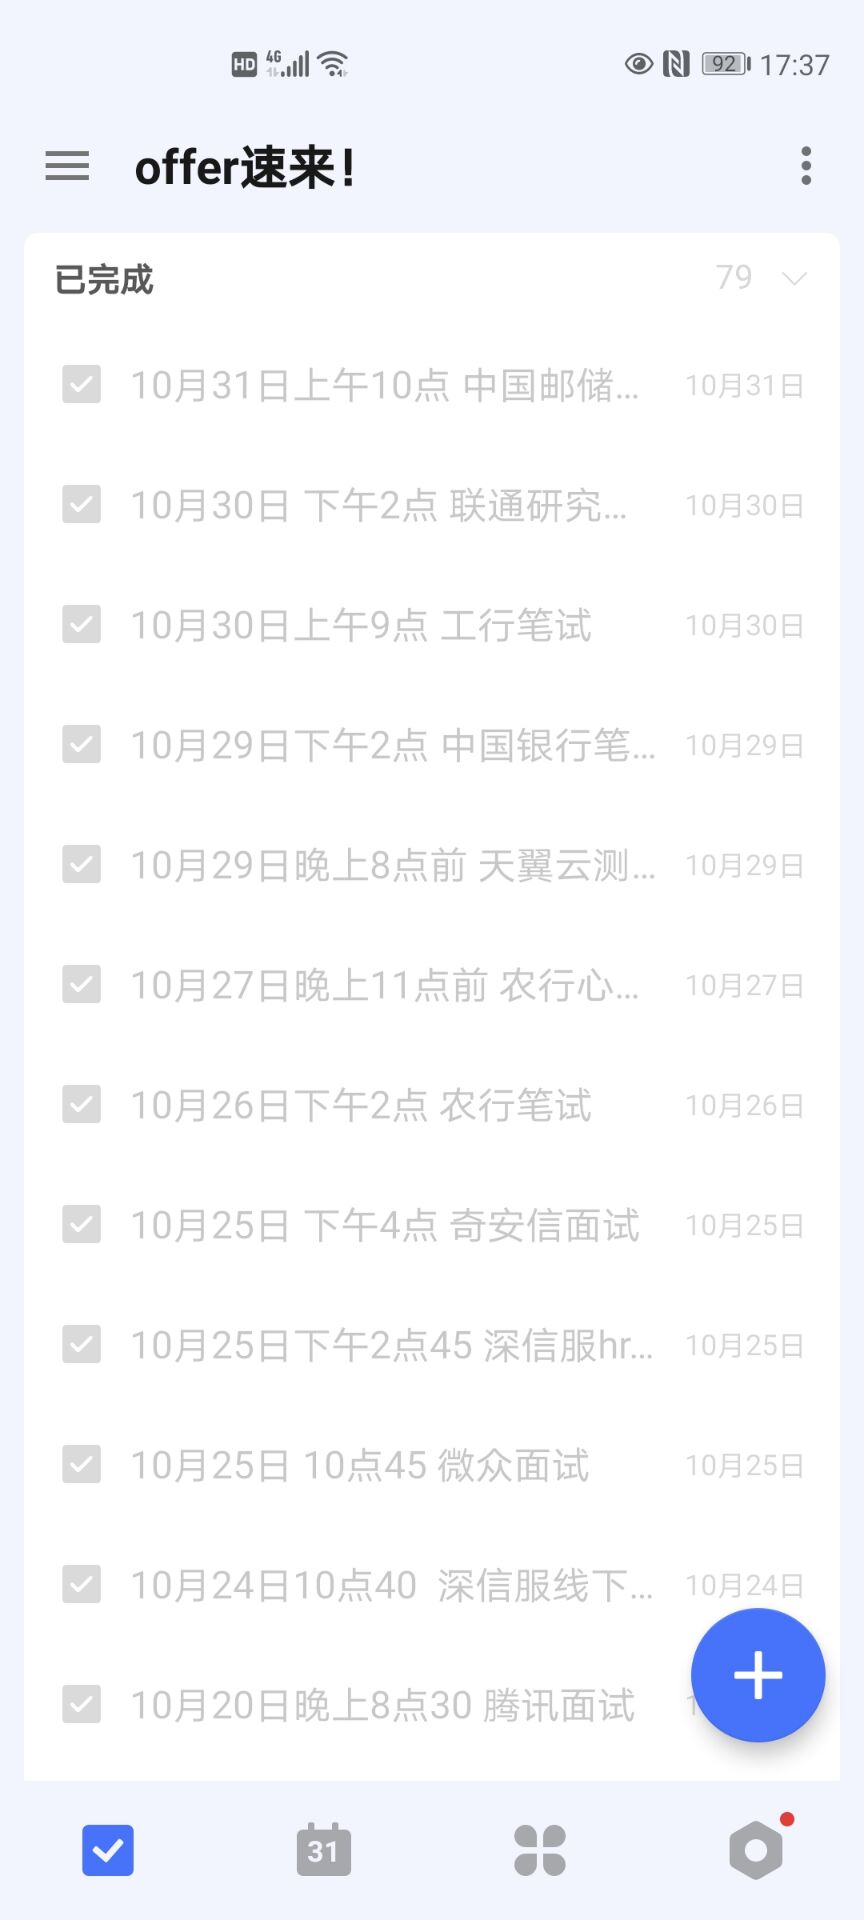 HD 4G 92 17:37
offer速来！
已完成 79
10月31日上午10点 中国邮储... 10月31日
10月30日 下午2点 联通研究... 10月30日
10月30日上午9点 工行笔试 10月30日
10月29日下午2点 中国银行笔... 10月29日
10月29日晚上8点前 天翼云测... 10月29日
10月27日晚上11点前 农行心... 10月27日
10月26日下午2点 农行笔试 10月26日
10月25日 下午4点 奇安信面试 10月25日
10月25日下午2点45 深信服hr... 10月25日
10月25日 10点45 微众面试 10月25日
10月24日10点40 深信服线下... 10月24日
10月20日晚上8点30 腾讯面试
31